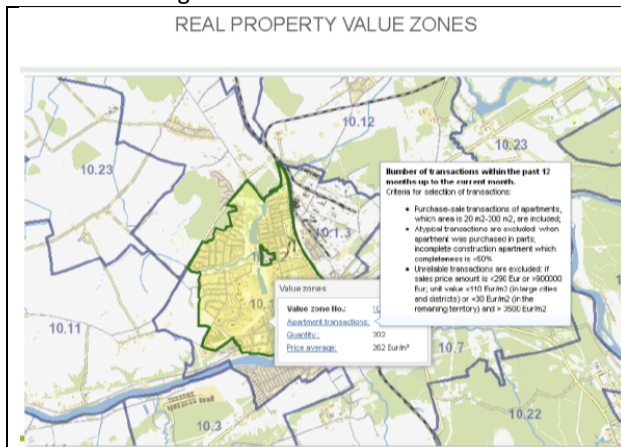 REAL PROPERTY VALUE ZONES
10.12
10.23
10.23
Number of transactions within the past 12
months up to the current month.
Criteria for selection of transactions:
• Purchase-sale transactions of apartments,
which area is 20 m2-300 m2, are included;
• Atypical transactions are excluded: when
apartment was purchased in parts;
incomplete construction apartment which
completeness is <50%
• Unreliable transactions are excluded: if
sales price amount is <290 Eur or >900000
Eur; unit value <110 Eur/m2 (in large cities
and districts) or <30 Eur/m2 (in the
remaining territory) and > 3500 Eur/m2
10.1.3
Value zones
Value zone No.:
Apartment transactions:
Quantity:
Price average: 262 Eur/m²
10.11
10.7
10.3
10.22